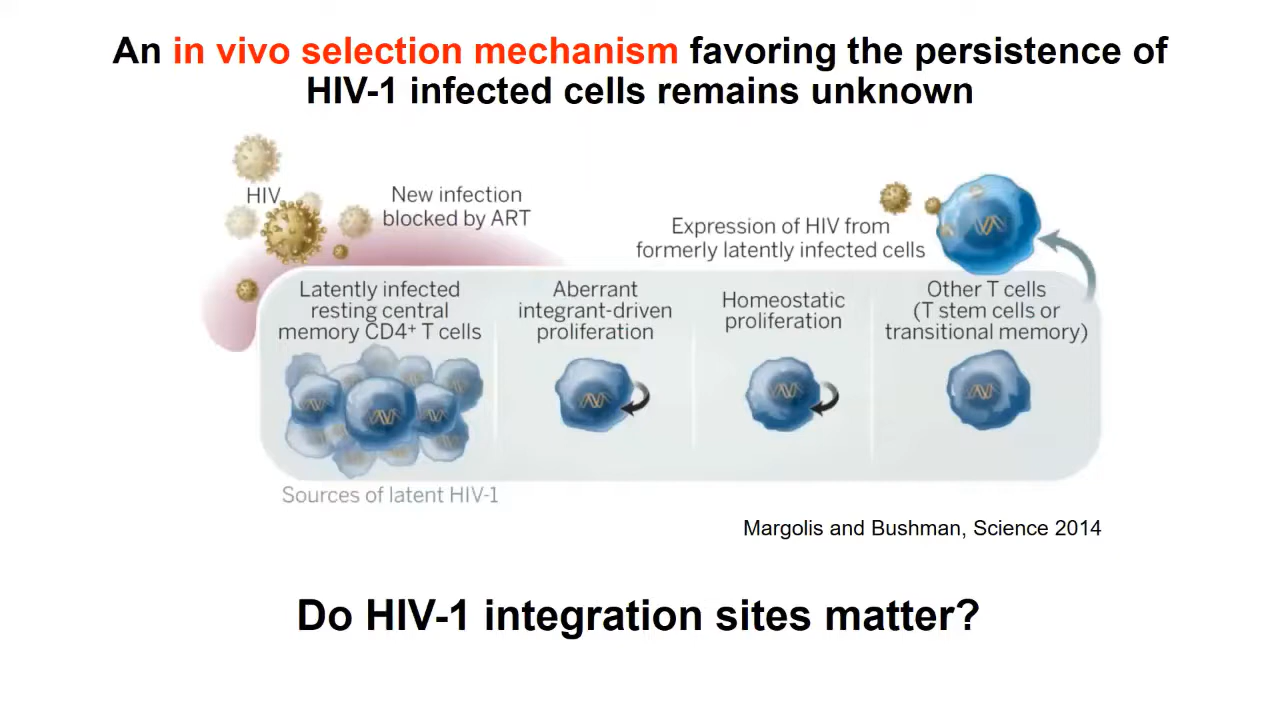 An in vivo selection mechanism favoring the persistence of
HIV-1 infected cells remains unknown
HIV
New infection
blocked by ART
Expression of HIV from
formerly latently infected cells
Latently infected
resting central
memory CD4⁺ T cells
Aberrant
integrant-driven
proliferation
Homeostatic
proliferation
Other T cells
(T stem cells or
transitional memory)
Sources of latent HIV-1
Margolis and Bushman, Science 2014
Do HIV-1 integration sites matter?